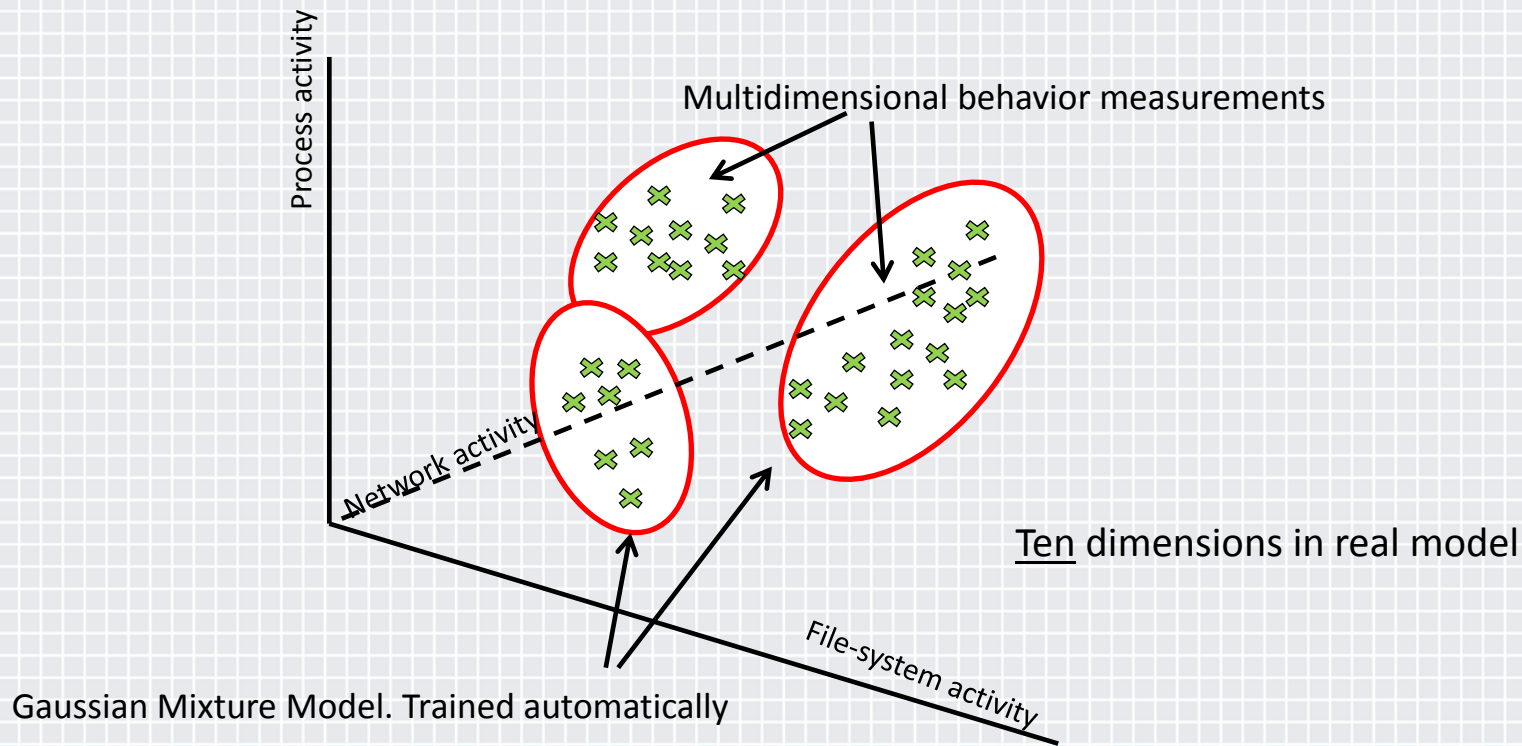 Process activity
Multidimensional behavior measurements
Network activity
Ten dimensions in real model
File-system activity
Gaussian Mixture Model. Trained automatically